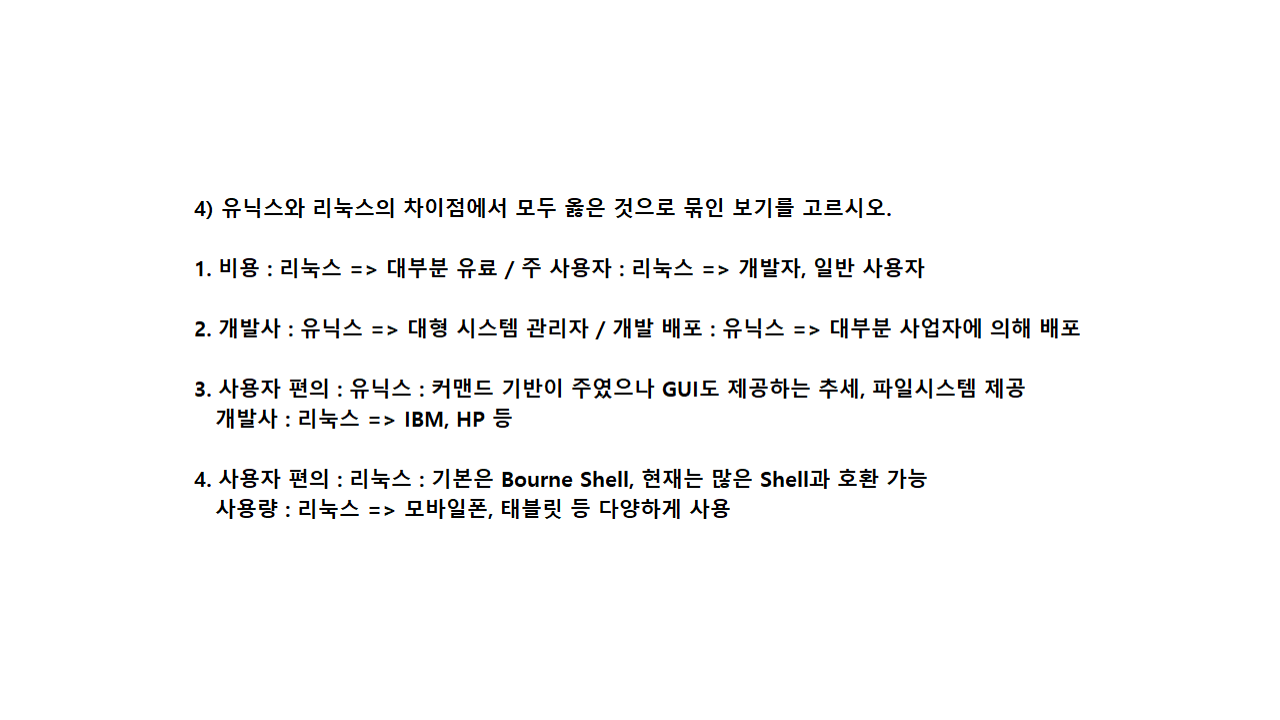 4) 유닉스와 리눅스의 차이점에서 모두 옳은 것으로 묶인 보기를 고르시오.
1. 비용 : 리눅스 => 대부분 유료 / 주 사용자 : 리눅스 => 개발자, 일반 사용자
2. 개발사 : 유닉스 => 대형 시스템 관리자 / 개발 배포 : 유닉스 => 대부분 사업자에 의해 배포
3. 사용자 편의 : 유닉스 : 커맨드 기반이 주였으나 GUI도 제공하는 추세, 파일시스템 제공
개발사 : 리눅스 => IBM, HP 등
4. 사용자 편의 : 리눅스 : 기본은 Bourne Shell, 현재는 많은 Shell과 호환 가능
사용량 : 리눅스 => 모바일폰, 태블릿 등 다양하게 사용